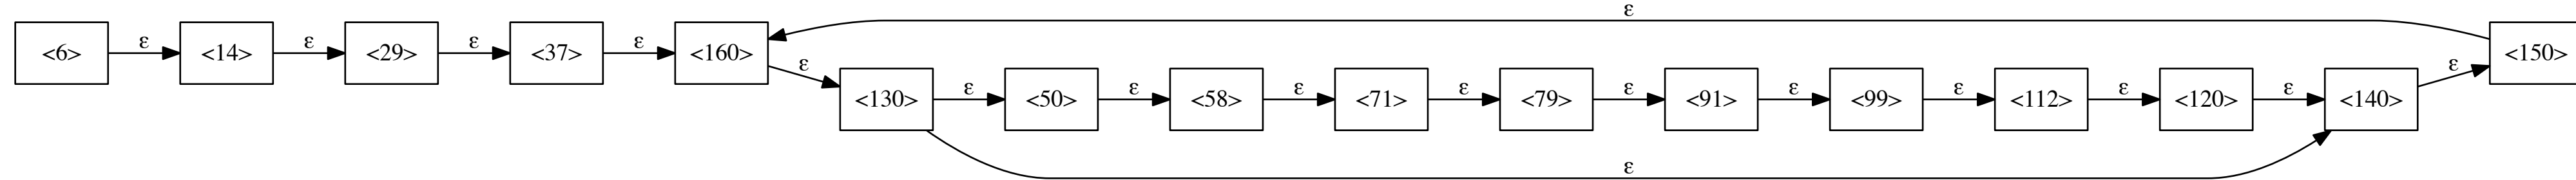 ε
<6> ε <14> ε <29> ε <37> ε <160> ε <150>
<130> ε <50> ε <58> ε <71> ε <79> ε <91> ε <99> ε <112> ε <120> ε <140> ε
ε